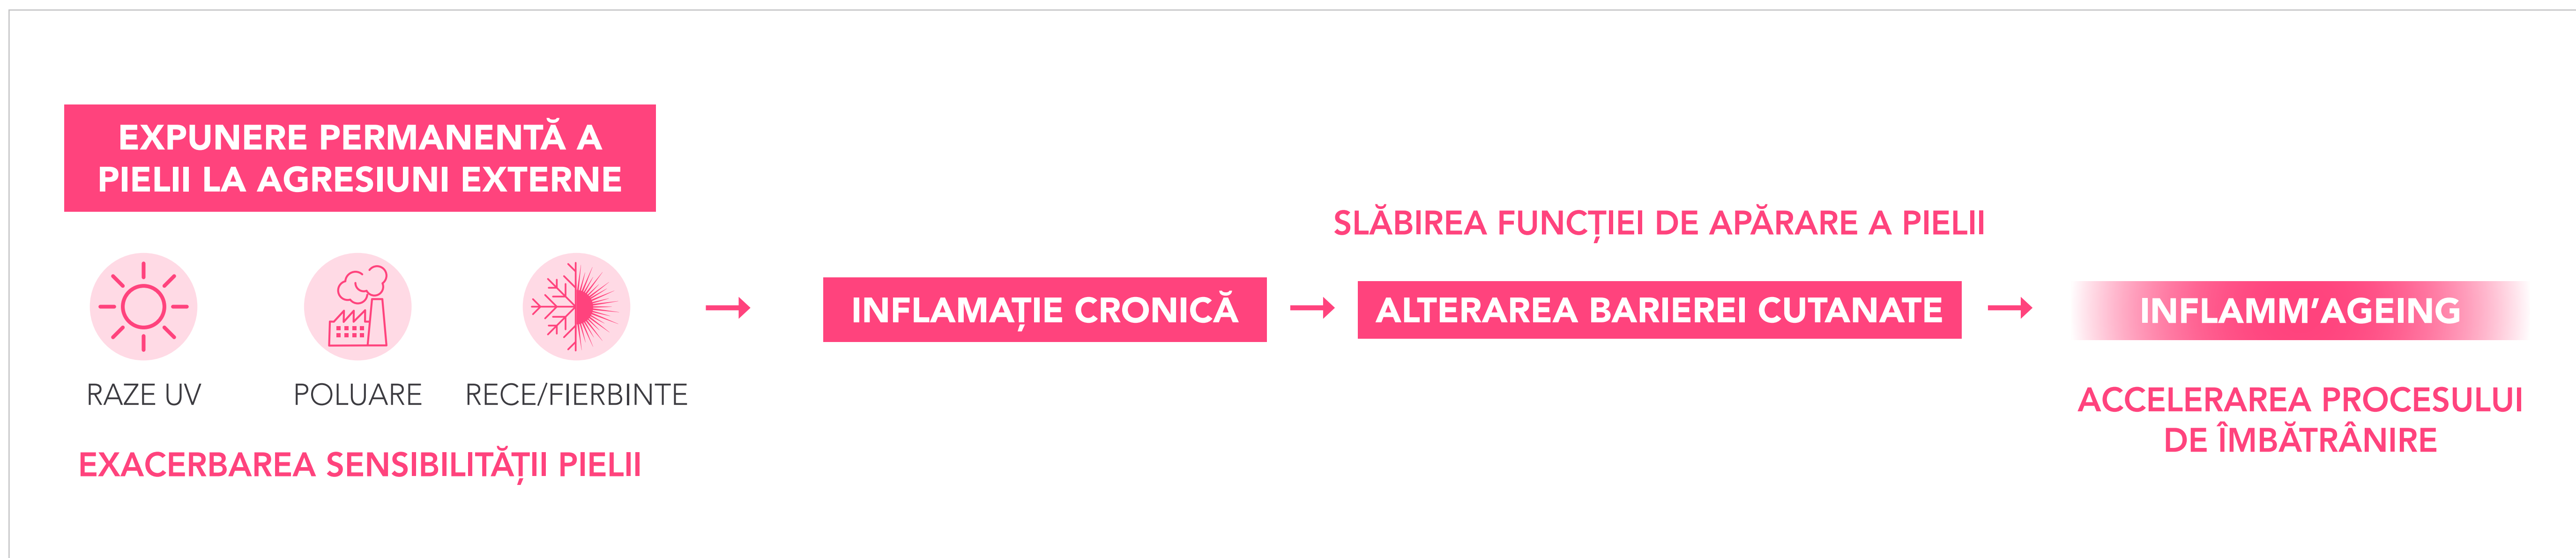 EXPUNERE PERMANENTĂ A
PIELII LA AGRESIUNI EXTERNE
RAZE UV
POLUARE
RECE/FIERBINTE
EXACERBAREA SENSIBILITĂȚII PIELII
INFLAMAȚIE CRONICĂ
SLĂBIREA FUNCȚIEI DE APĂRARE A PIELII
ALTERAREA BARIEREI CUTANATE
INFLAMM’AGEING
ACCELERAREA PROCESULUI
DE ÎMBĂTRÂNIRE